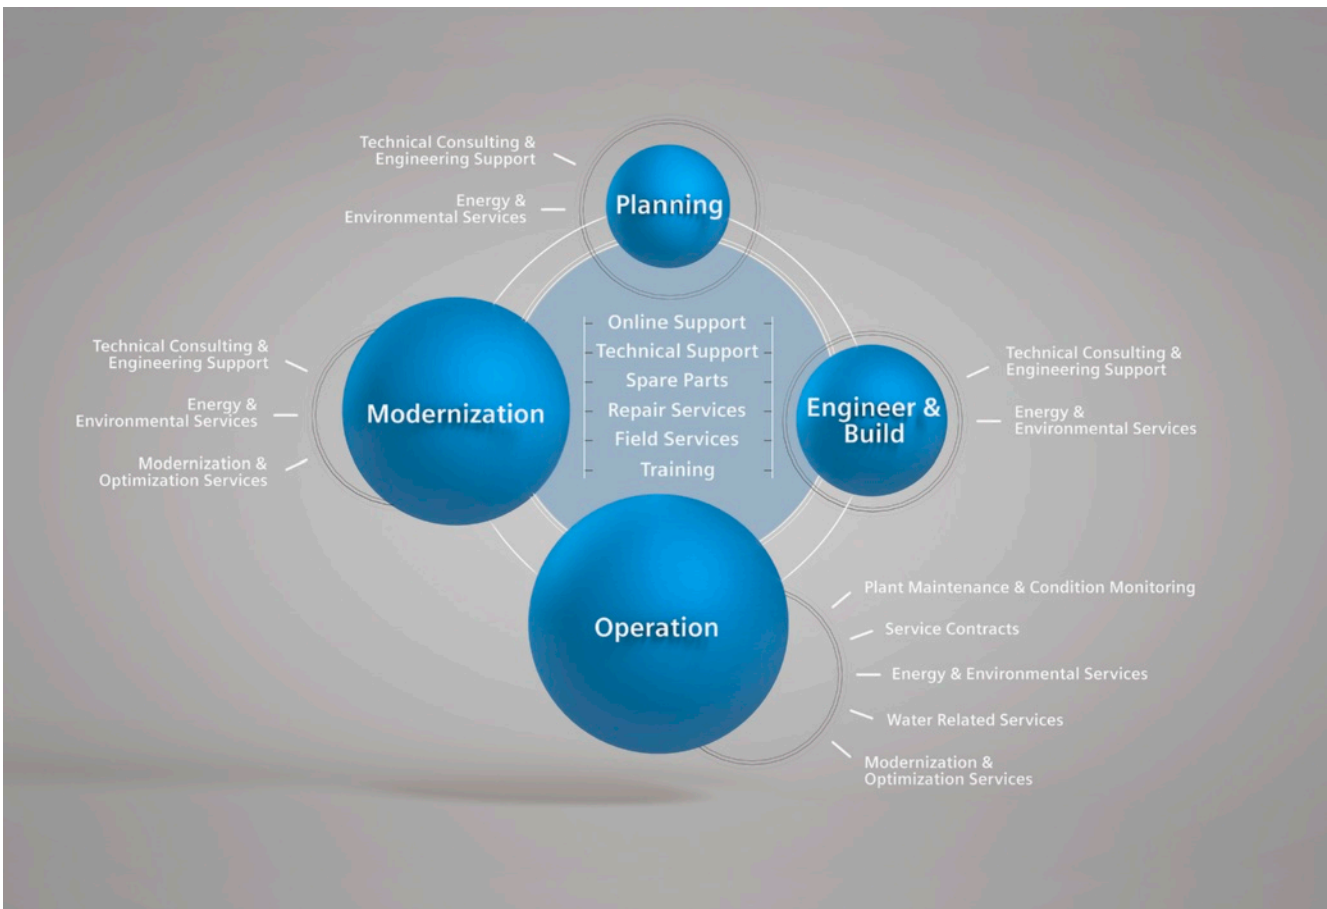 Technical Consulting &
Engineering Support
Energy &
Environmental Services
Planning
Technical Consulting &
Engineering Support
Energy &
Environmental Services
Modernization &
Optimization Services
Modernization
Online Support
Technical Support
Spare Parts
Repair Services
Field Services
Training
Engineer &
Build
Technical Consulting &
Engineering Support
Energy &
Environmental Services
Operation
Plant Maintenance & Condition Monitoring
Service Contracts
Energy & Environmental Services
Water Related Services
Modernization &
Optimization Services